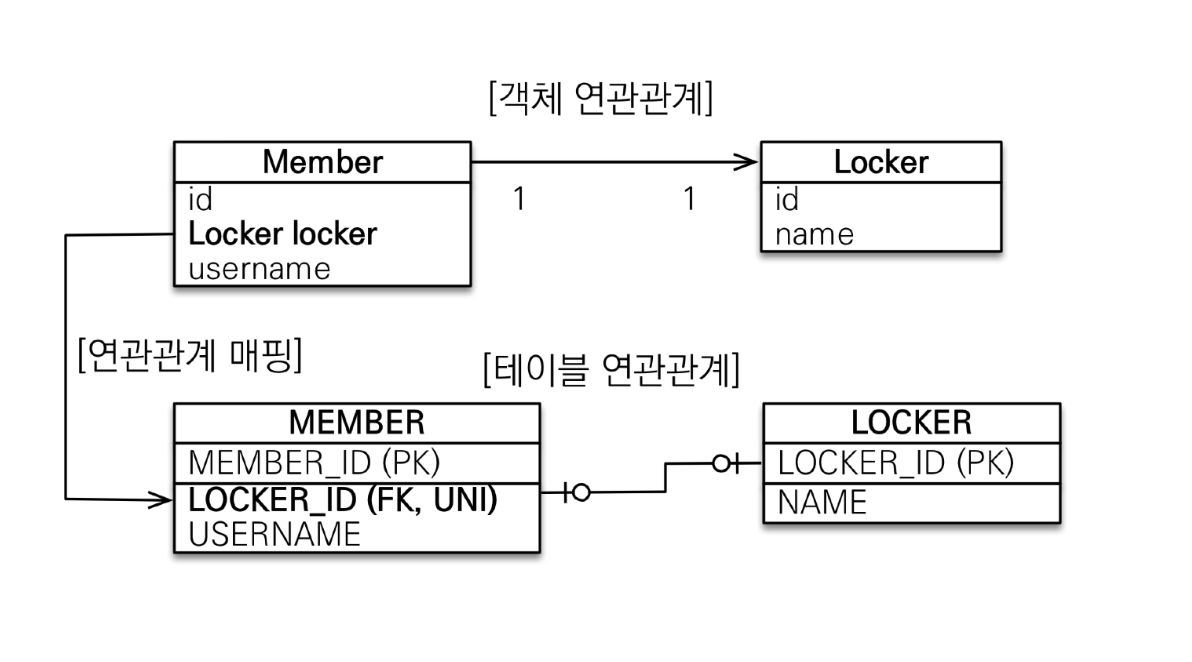 [객체 연관관계]
Member
id
Locker locker
username
1
1
Locker
id
name
[연관관계 매핑]
[테이블 연관관계]
MEMBER
MEMBER_ID (PK)
LOCKER_ID (FK, UNI)
USERNAME
LOCKER
LOCKER_ID (PK)
NAME